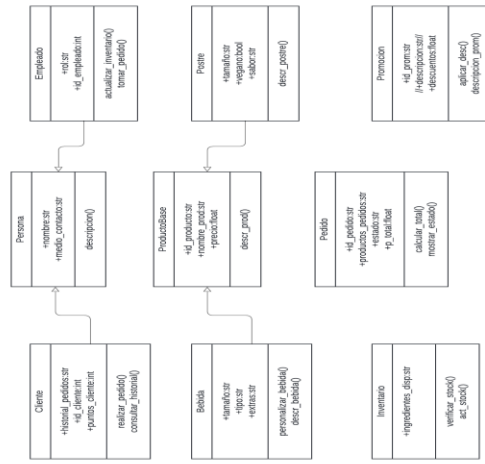 Persona
+nombre:str
+medio_contacto:str
descripcion()
Cliente
+historial_pedidos:str
+id_cliente:int
+puntos_cliente:int
realizar_pedido()
consultar_historial()
Empleado
+rol:str
+id_empleado:int
actualizar_inventario()
tomar_pedido()
ProductoBase
+id_producto:str
+nombre_prod:str
+precio:float
descr_prod()
Bebida
+tamaño:str
+tipo:str
+extras:str
personalizar_bebida()
descr_bebida()
Postre
+tamaño:str
+vegano:bool
+sabor:str
descr_postre()
Inventario
+ingredientes_disp:str
verificar_stock()
act_stock()
Pedido
+id_pedido:str
+productos_pedidos:str
+estado:str
+p_total:float
calcular_total()
mostrar_estado()
Promocion
+id_prom:str
//+descripcion:str//
+descuentos:float
aplicar_desc()
descripcion_prom()